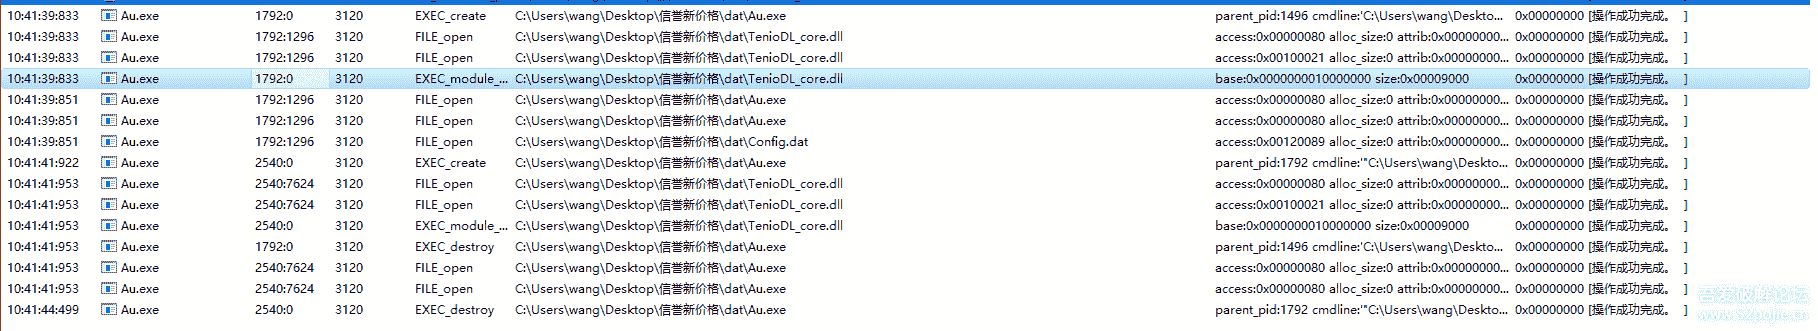 10:41:39:833 Au.exe 1792:0 3120 EXEC_create C:\Users\wang\Desktop\信誉新价格\dat\Au.exe parent_pid:1496 cmdline:'C:\Users\wang\Deskto... 0x00000000 [操作成功完成。 ]
10:41:39:833 Au.exe 1792:1296 3120 FILE_open C:\Users\wang\Desktop\信誉新价格\dat\TenioDL_core.dll access:0x00000080 alloc_size:0 attrib:0x0000000... 0x00000000 [操作成功完成。 ]
10:41:39:833 Au.exe 1792:1296 3120 FILE_open C:\Users\wang\Desktop\信誉新价格\dat\TenioDL_core.dll access:0x00100021 alloc_size:0 attrib:0x0000000... 0x00000000 [操作成功完成。 ]
10:41:39:833 Au.exe 1792:0 3120 EXEC_module_... C:\Users\wang\Desktop\信誉新价格\dat\TenioDL_core.dll base:0x0000000010000000 size:0x00009000 0x00000000 [操作成功完成。 ]
10:41:39:851 Au.exe 1792:1296 3120 FILE_open C:\Users\wang\Desktop\信誉新价格\dat\Au.exe access:0x00000080 alloc_size:0 attrib:0x0000000... 0x00000000 [操作成功完成。 ]
10:41:39:851 Au.exe 1792:1296 3120 FILE_open C:\Users\wang\Desktop\信誉新价格\dat\Au.exe access:0x00000080 alloc_size:0 attrib:0x0000000... 0x00000000 [操作成功完成。 ]
10:41:39:851 Au.exe 1792:1296 3120 FILE_open C:\Users\wang\Desktop\信誉新价格\dat\Config.dat access:0x00120089 alloc_size:0 attrib:0x0000000... 0x00000000 [操作成功完成。 ]
10:41:41:922 Au.exe 2540:0 3120 EXEC_create C:\Users\wang\Desktop\信誉新价格\dat\Au.exe parent_pid:1792 cmdline:'"C:\Users\wang\Deskto... 0x00000000 [操作成功完成。 ]
10:41:41:953 Au.exe 2540:7624 3120 FILE_open C:\Users\wang\Desktop\信誉新价格\dat\TenioDL_core.dll access:0x00000080 alloc_size:0 attrib:0x0000000... 0x00000000 [操作成功完成。 ]
10:41:41:953 Au.exe 2540:7624 3120 FILE_open C:\Users\wang\Desktop\信誉新价格\dat\TenioDL_core.dll access:0x00100021 alloc_size:0 attrib:0x0000000... 0x00000000 [操作成功完成。 ]
10:41:41:953 Au.exe 2540:0 3120 EXEC_module_... C:\Users\wang\Desktop\信誉新价格\dat\TenioDL_core.dll base:0x0000000010000000 size:0x00009000 0x00000000 [操作成功完成。 ]
10:41:41:953 Au.exe 1792:0 3120 EXEC_destroy C:\Users\wang\Desktop\信誉新价格\dat\Au.exe parent_pid:1496 cmdline:'C:\Users\wang\Deskto... 0x00000000 [操作成功完成。 ]
10:41:41:953 Au.exe 2540:7624 3120 FILE_open C:\Users\wang\Desktop\信誉新价格\dat\Au.exe access:0x00000080 alloc_size:0 attrib:0x0000000... 0x00000000 [操作成功完成。 ]
10:41:41:953 Au.exe 2540:7624 3120 FILE_open C:\Users\wang\Desktop\信誉新价格\dat\Au.exe access:0x00000080 alloc_size:0 attrib:0x0000000... 0x00000000 [操作成功完成。 ]
10:41:44:499 Au.exe 2540:0 3120 EXEC_destroy C:\Users\wang\Desktop\信誉新价格\dat\Au.exe parent_pid:1792 cmdline:'"C:\Users\wang\Deskto... 0x00000000 [操作成功完成。 ]
吾爱破解论坛
www.52pojie.cn